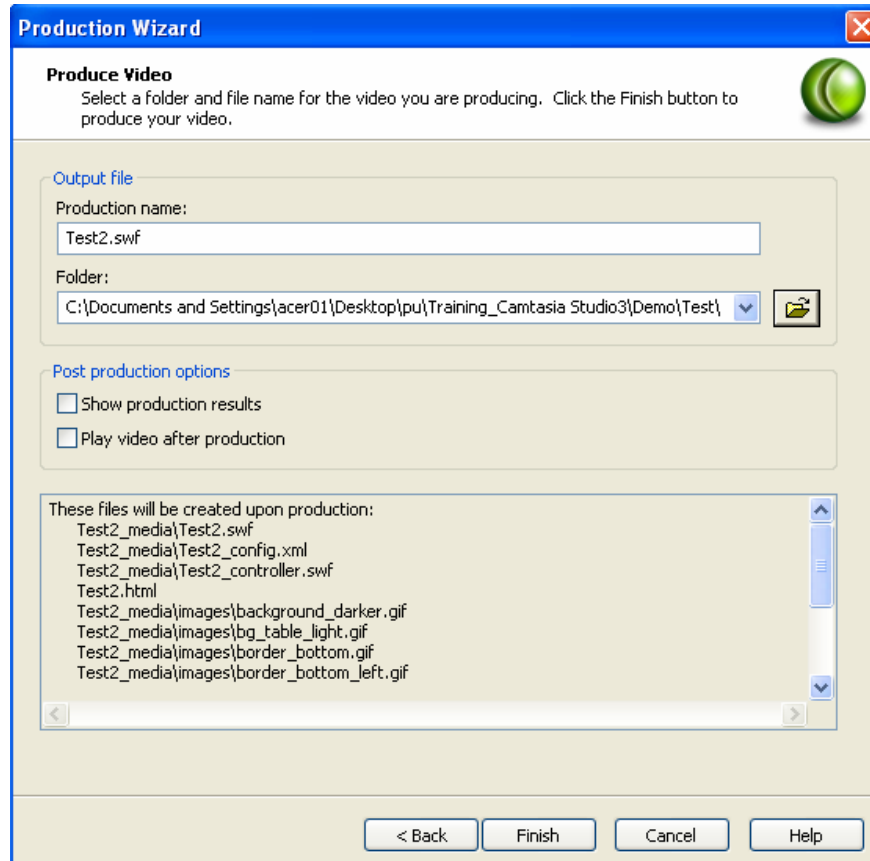 Production Wizard
Produce Video
Select a folder and file name for the video you are producing. Click the Finish button to
produce your video.
Output file
Production name:
Test2.swf
Folder:
C:\Documents and Settings\acer01\Desktop\pu\Training_Camtasia Studio3\Demo\Test\
Post production options
Show production results
Play video after production
These files will be created upon production:
Test2_media\Test2.swf
Test2_media\Test2_config.xml
Test2_media\Test2_controller.swf
Test2.html
Test2_media\images\background_darker.gif
Test2_media\images\bg_table_light.gif
Test2_media\images\border_bottom.gif
Test2_media\images\border_bottom_left.gif
< Back Finish Cancel Help